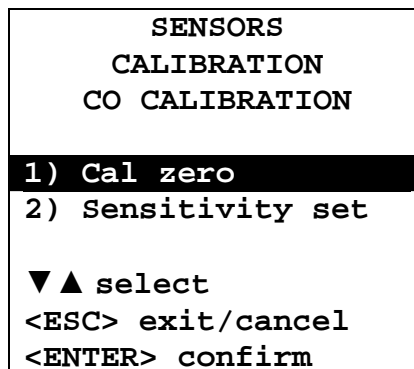 SENSORS
CALIBRATION
CO CALIBRATION
1) Cal zero
2) Sensitivity set
▼▲ select
<ESC> exit/cancel
<ENTER> confirm